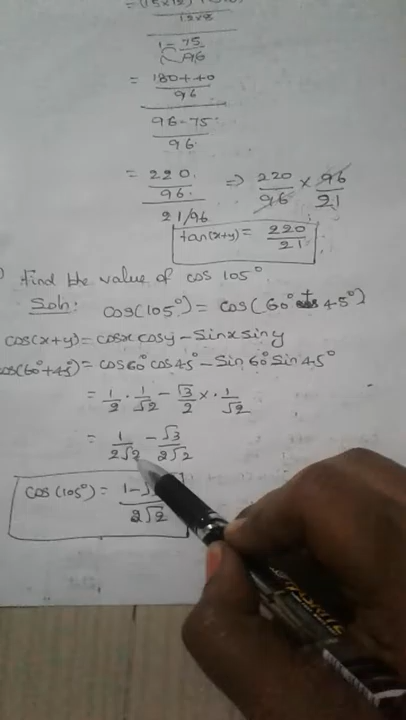 12x8
1 - 75/96
= 180+40/96
96-75/96
= 220/96 / 21/96 ⇒ 220/96 x 96/21
tan(x+y) = 220/21
) find the value of cos 105°.
Soln: cos(105°) = cos(60° + 45°)
cos(x+y) = cosx cosy - sinx siny
cos(60°+45°) = cos60° cos45° - Sin60° Sin45°
= 1/2 · 1/√2 - √3/2 x · 1/√2
= 1/2√2 - √3/2√2
cos(105°) = 1-√ /2√2